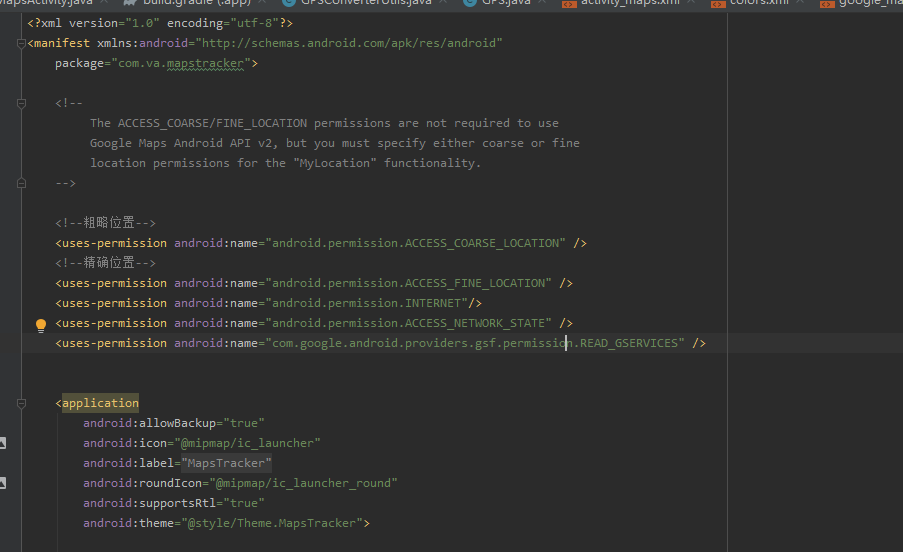 MapsActivity.java build.gradle (:app) GPSConverterUtils.java GPS.java activity_maps.xml colors.xml
<?xml version="1.0" encoding="utf-8"?>
<manifest xmlns:android="http://schemas.android.com/apk/res/android"
package="com.va.mapstracker">
<!--
The ACCESS_COARSE/FINE_LOCATION permissions are not required to use
Google Maps Android API v2, but you must specify either coarse or fine
location permissions for the "MyLocation" functionality.
-->
<!--粗略位置-->
<uses-permission android:name="android.permission.ACCESS_COARSE_LOCATION" />
<!--精确位置-->
<uses-permission android:name="android.permission.ACCESS_FINE_LOCATION" />
<uses-permission android:name="android.permission.INTERNET"/>
<uses-permission android:name="android.permission.ACCESS_NETWORK_STATE" />
<uses-permission android:name="com.google.android.providers.gsf.permission.READ_GSERVICES" />
<application
android:allowBackup="true"
android:icon="@mipmap/ic_launcher"
android:label="MapsTracker"
android:roundIcon="@mipmap/ic_launcher_round"
android:supportsRtl="true"
android:theme="@style/Theme.MapsTracker">